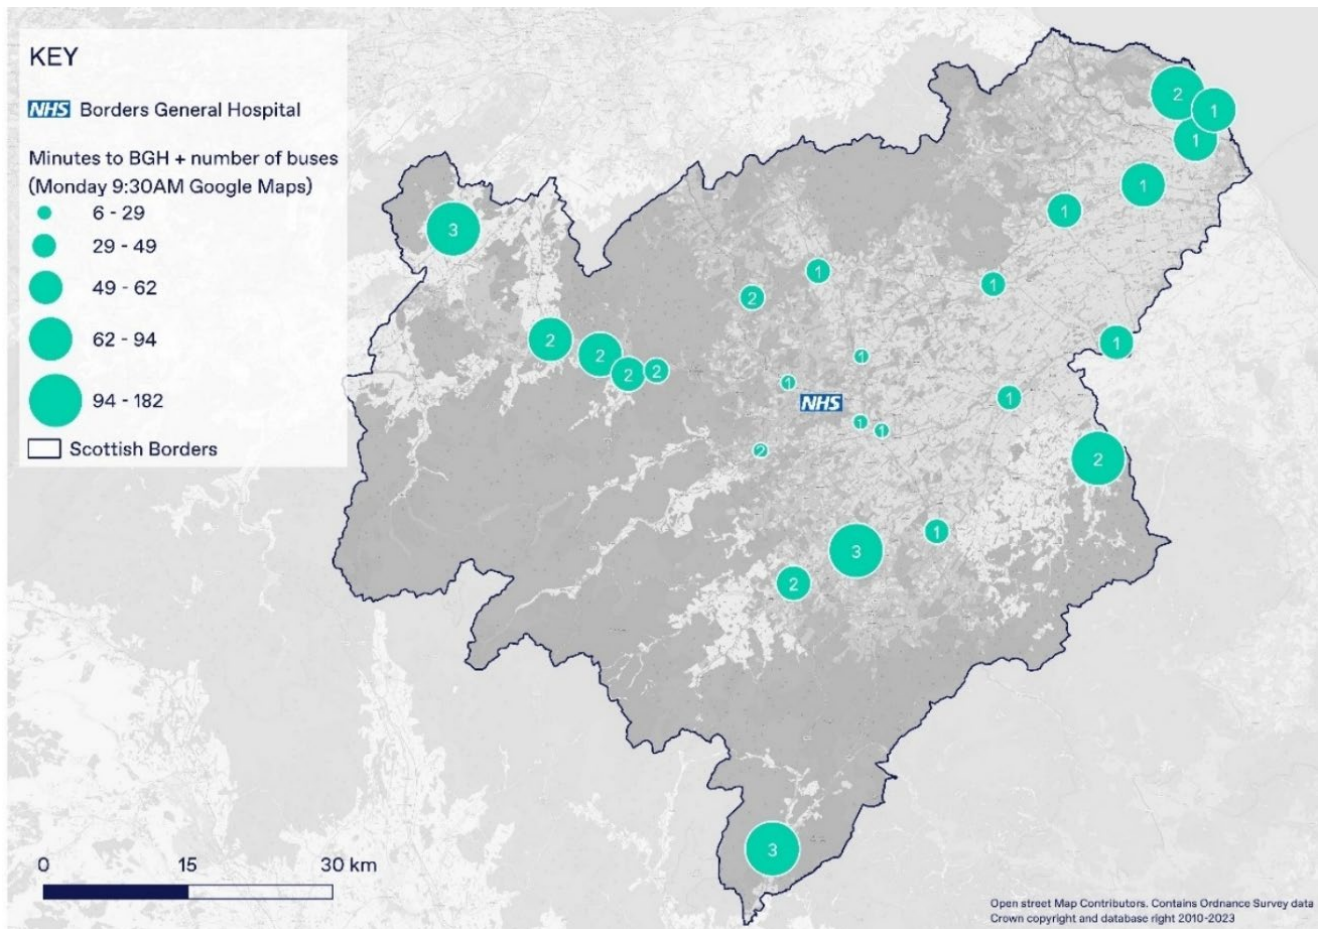 KEY
NHS Borders General Hospital
Minutes to BGH + number of buses
(Monday 9:30AM Google Maps)
6 - 29
29 - 49
49 - 62
62 - 94
94 - 182
Scottish Borders
2
1
1
1
1
3
1
2
1
2
1
2
1
2
2
1
NHS
1
1
1
2
2
1
3
2
3
0 15 30 km
Open street Map Contributors. Contains Ordnance Survey data
Crown copyright and database right 2010-2023